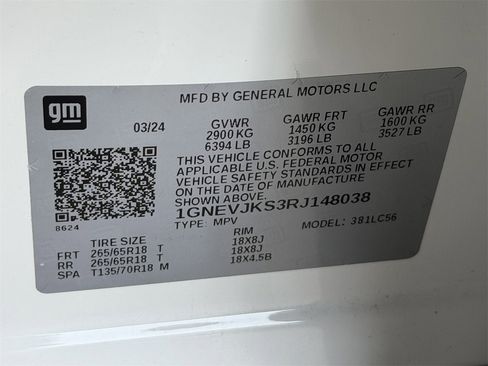 gm
MFD BY GENERAL MOTORS LLC
03/24 GVWR GAWR FRT GAWR RR
2900 KG 1450 KG 1600 KG
6394 LB 3196 LB 3527 LB
THIS VEHICLE CONFORMS TO ALL
APPLICABLE U.S. FEDERAL MOTOR
VEHICLE SAFETY STANDARDS IN EFFECT
ON THE DATE OF MANUFACTURE
1GNEVJKS3RJ148038
8624 TYPE: MPV MODEL: 381LC56
TIRE SIZE RIM
FRT 265/65R18 T 18X8J
RR 265/65R18 T 18X8J
SPA T135/70R18 M 18X4.5B